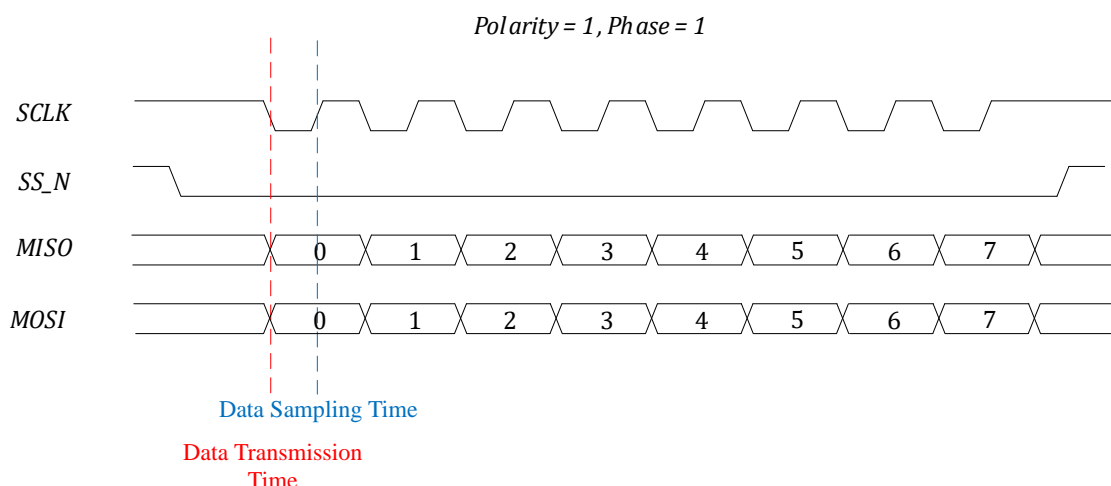 Polarity = 1, Phase = 1
SCLK
SS_N
MISO 0 1 2 3 4 5 6 7
MOSI 0 1 2 3 4 5 6 7
Data Sampling Time
Data Transmission
Time